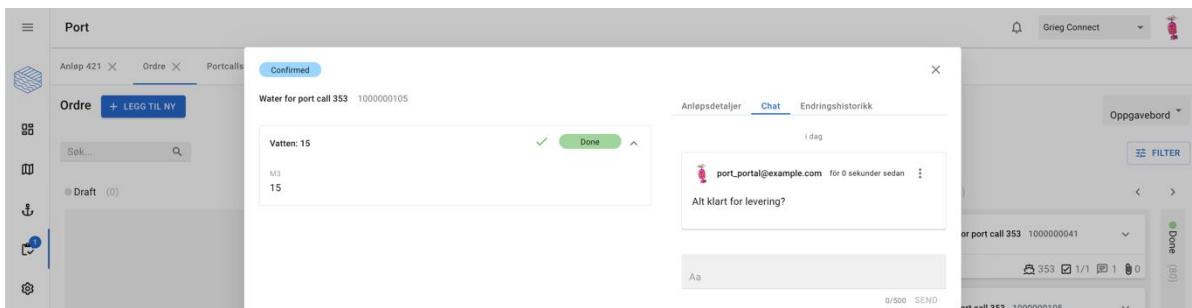 Port
Grieg Connect
Anløp 421
Ordre
Portcalls
Ordre
+ LEGG TIL NY
Søk...
Draft (0)
1
Confirmed
Water for port call 353 1000000105
Vatten: 15
Done
M3
15
Anløpsdetaljer
Chat
Endringshistorikk
i dag
port_portal@example.com för 0 sekunder sedan
Alt klart for levering?
Aa
0/500 SEND
Oppgavebord
FILTER
or port call 353 1000000041
353 1/1 1 0
Done (80)